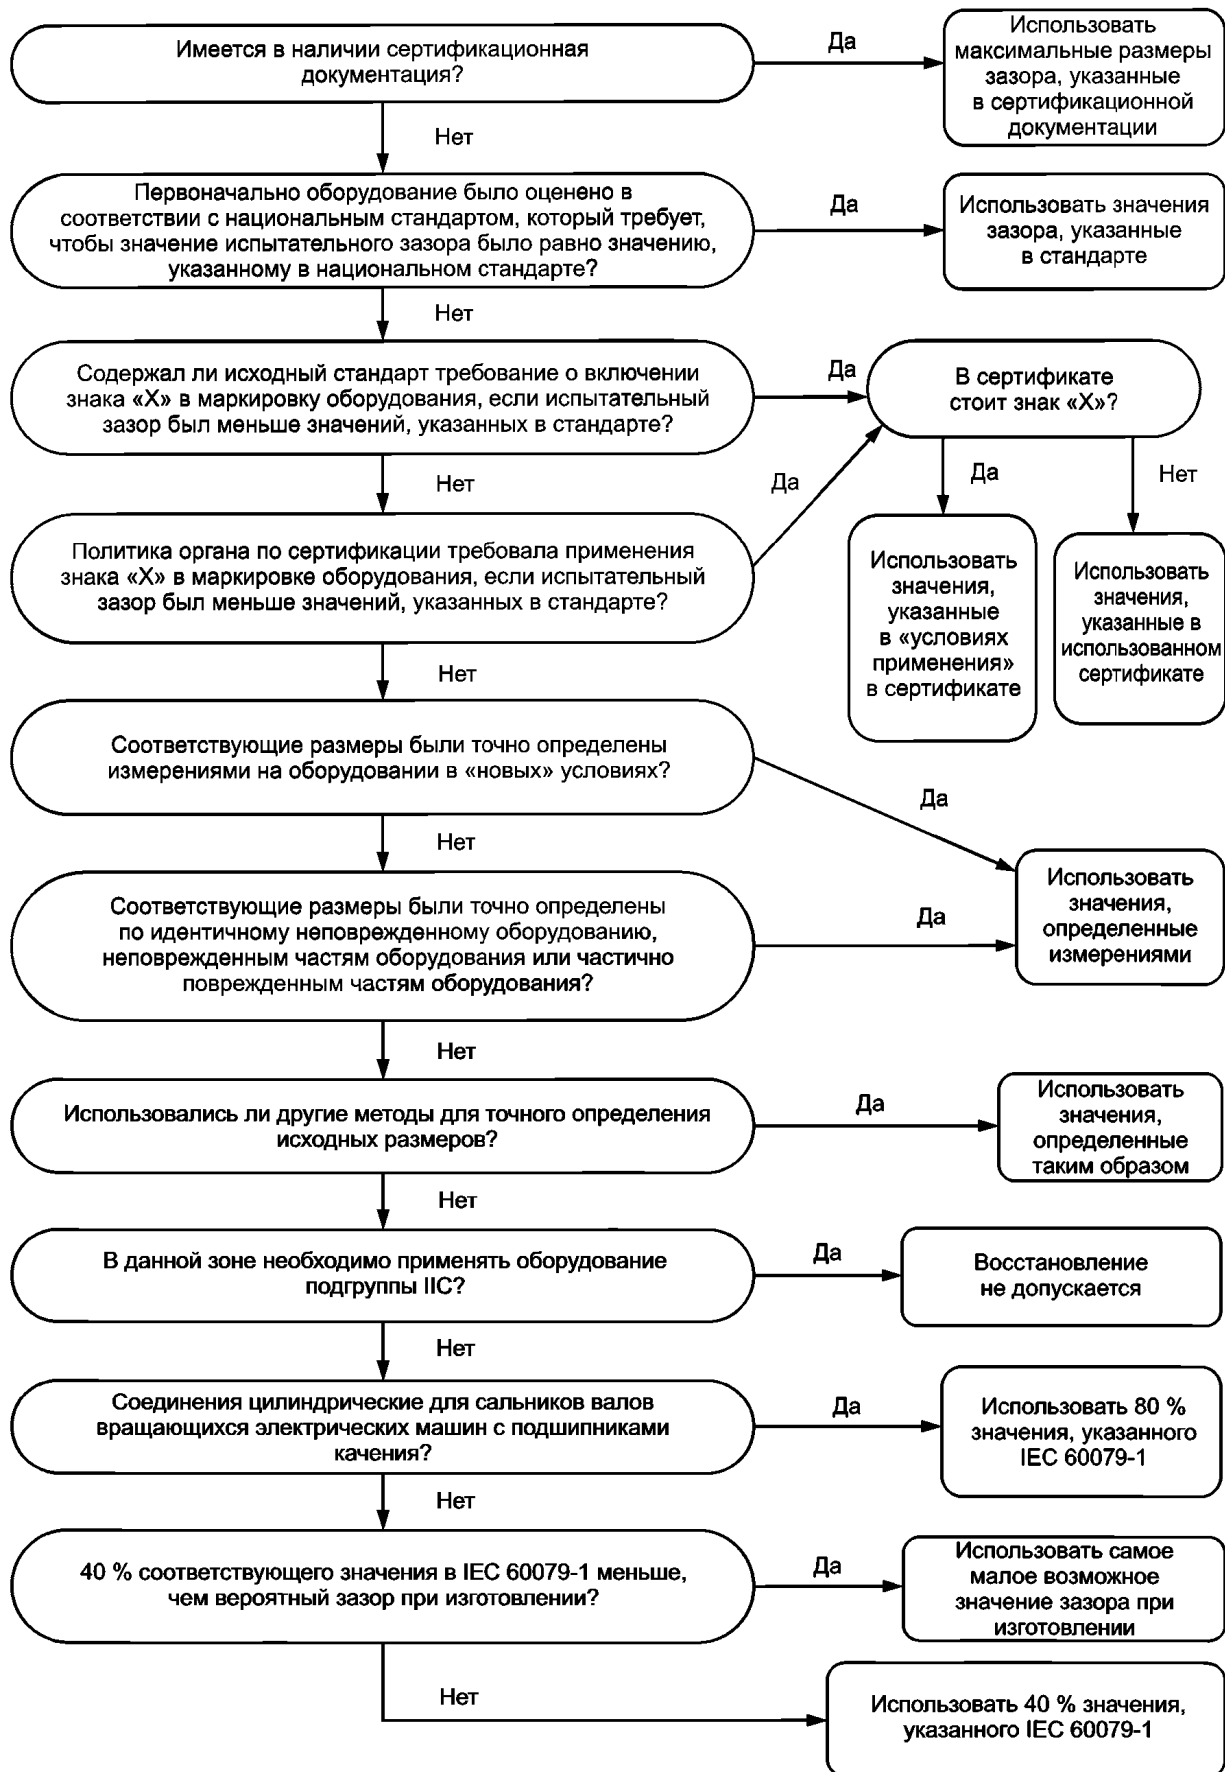 Имеется в наличии сертификационная
документация?
Да
Использовать
максимальные размеры
зазора, указанные
в сертификационной
документации
Нет
Первоначально оборудование было оценено в
соответствии с национальным стандартом, который требует,
чтобы значение испытательного зазора было равно значению,
указанному в национальном стандарте?
Да
Использовать значения
зазора, указанные
в стандарте
Нет
Содержал ли исходный стандарт требование о включении
знака «X» в маркировку оборудования, если испытательный
зазор был меньше значений, указанных в стандарте?
Да
В сертификате
стоит знак «X»?
Нет
Да
Да
Нет
Политика органа по сертификации требовала применения
знака «X» в маркировке оборудования, если испытательный
зазор был меньше значений, указанных в стандарте?
Использовать
значения,
указанные
в «условиях
применения»
в сертификате
Использовать
значения,
указанные в
использованном
сертификате
Нет
Соответствующие размеры были точно определены
измерениями на оборудовании в «новых» условиях?
Да
Нет
Соответствующие размеры были точно определены
по идентичному неповрежденному оборудованию,
неповрежденным частям оборудования или частично
поврежденным частям оборудования?
Да
Использовать
значения,
определенные
измерениями
Нет
Использовались ли другие методы для точного определения
исходных размеров?
Да
Использовать
значения,
определенные
таким образом
Нет
В данной зоне необходимо применять оборудование
подгруппы IIC?
Да
Восстановление
не допускается
Нет
Соединения цилиндрические для сальников валов
вращающихся электрических машин с подшипниками
качения?
Да
Использовать 80 %
значения, указанного
IEC 60079-1
Нет
40 % соответствующего значения в IEC 60079-1 меньше,
чем вероятный зазор при изготовлении?
Да
Использовать самое
малое возможное
значение зазора при
изготовлении
Нет
Использовать 40 % значения,
указанного IEC 60079-1